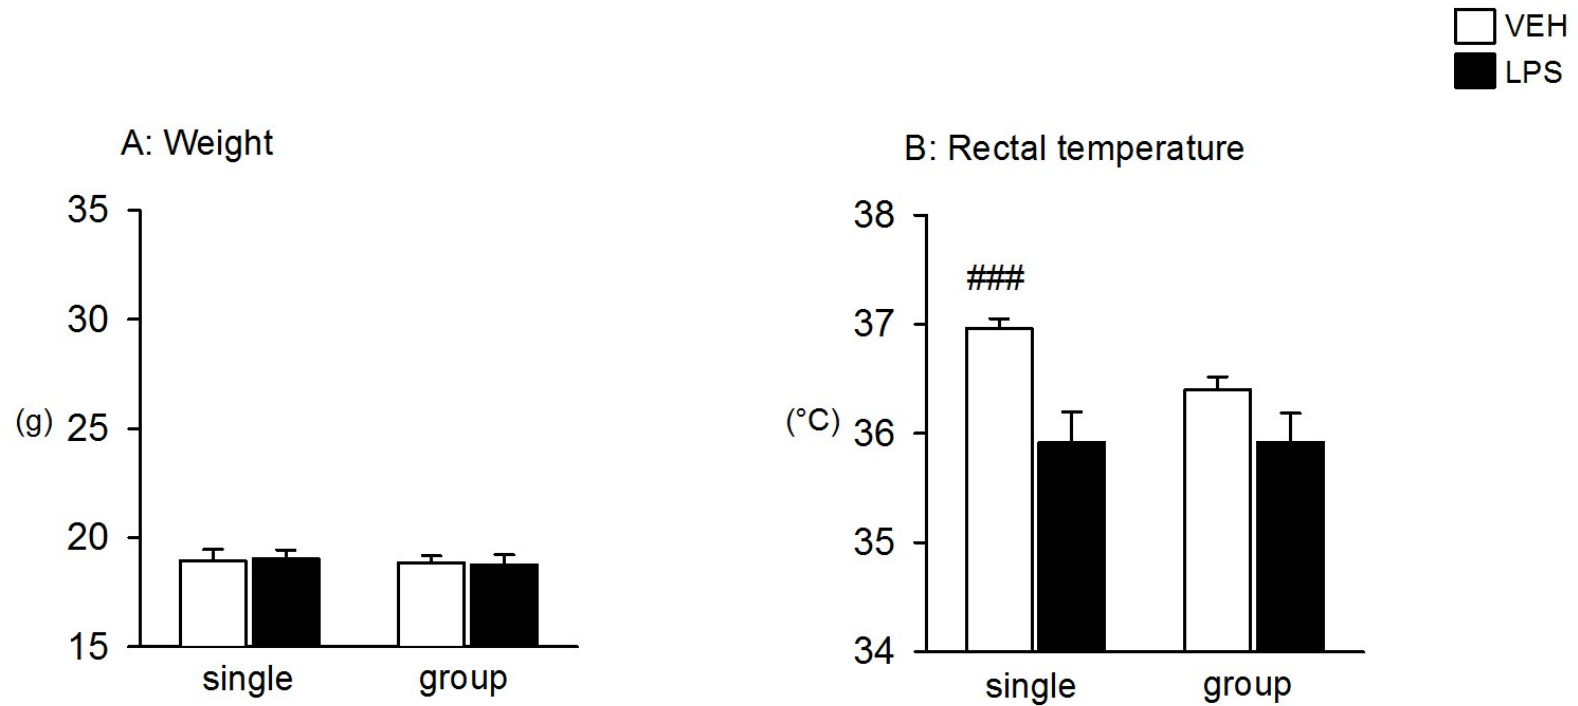 VEH
LPS
A: Weight
35
30
(g) 25
20
15
single group
B: Rectal temperature
38
###
37
(°C) 36
35
34
single group